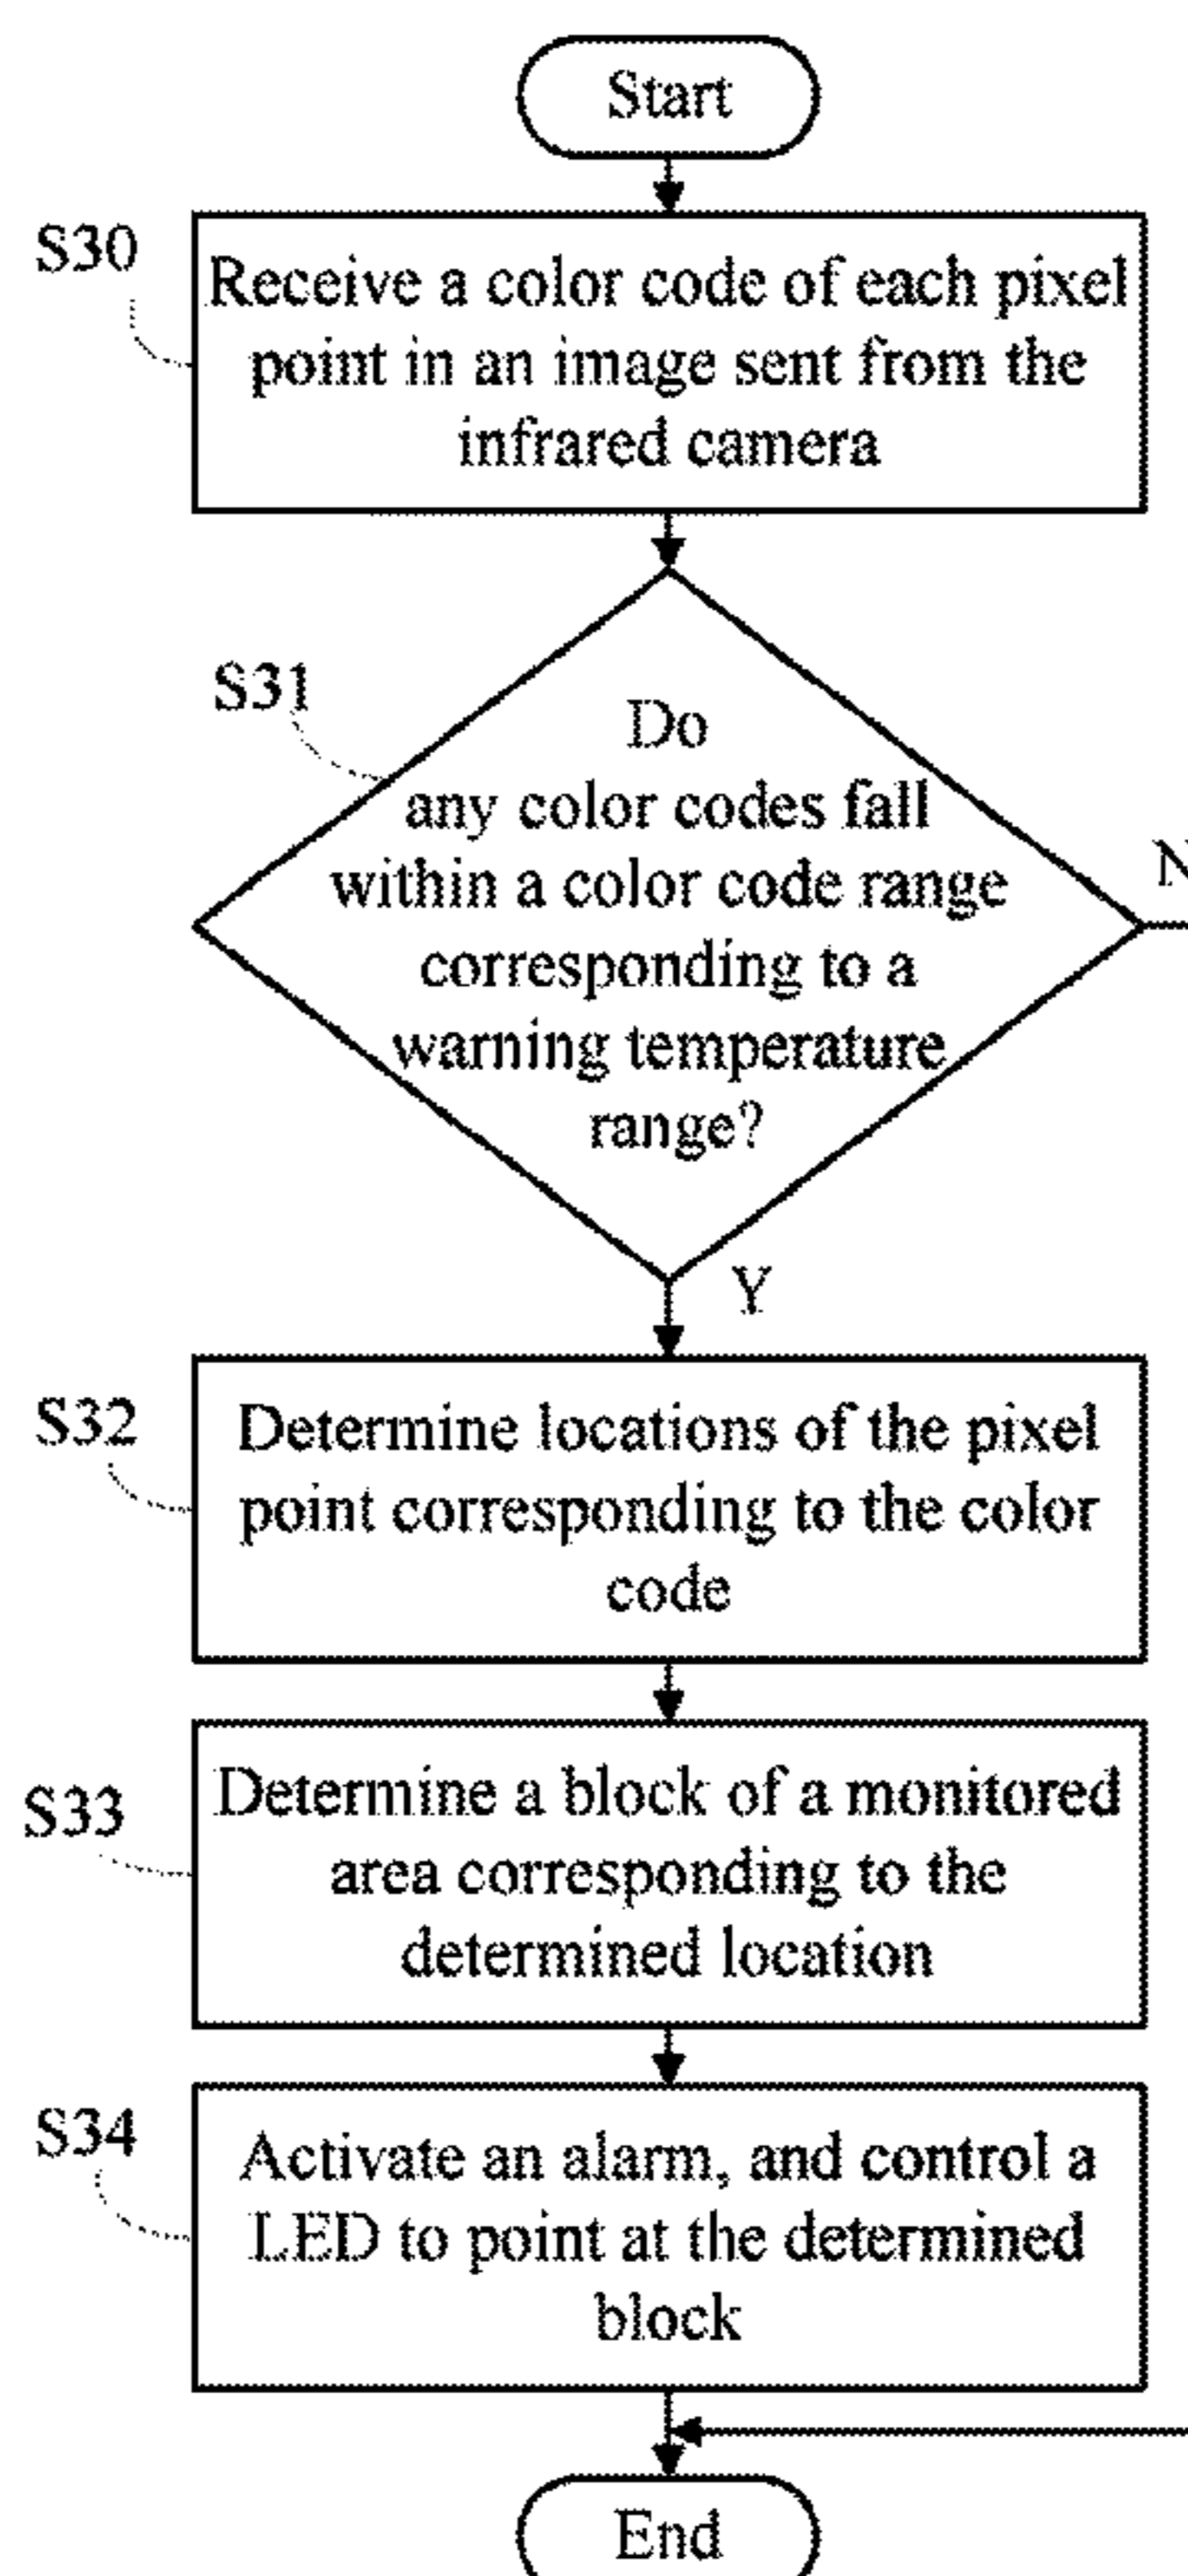 Start
S30
Receive a color code of each pixel
point in an image sent from the
infrared camera
S31
Do
any color codes fall
within a color code range
corresponding to a
warning temperature
range?
N
Y
S32
Determine locations of the pixel
point corresponding to the color
code
S33
Determine a block of a monitored
area corresponding to the
determined location
S34
Activate an alarm, and control a
LED to point at the determined
block
End